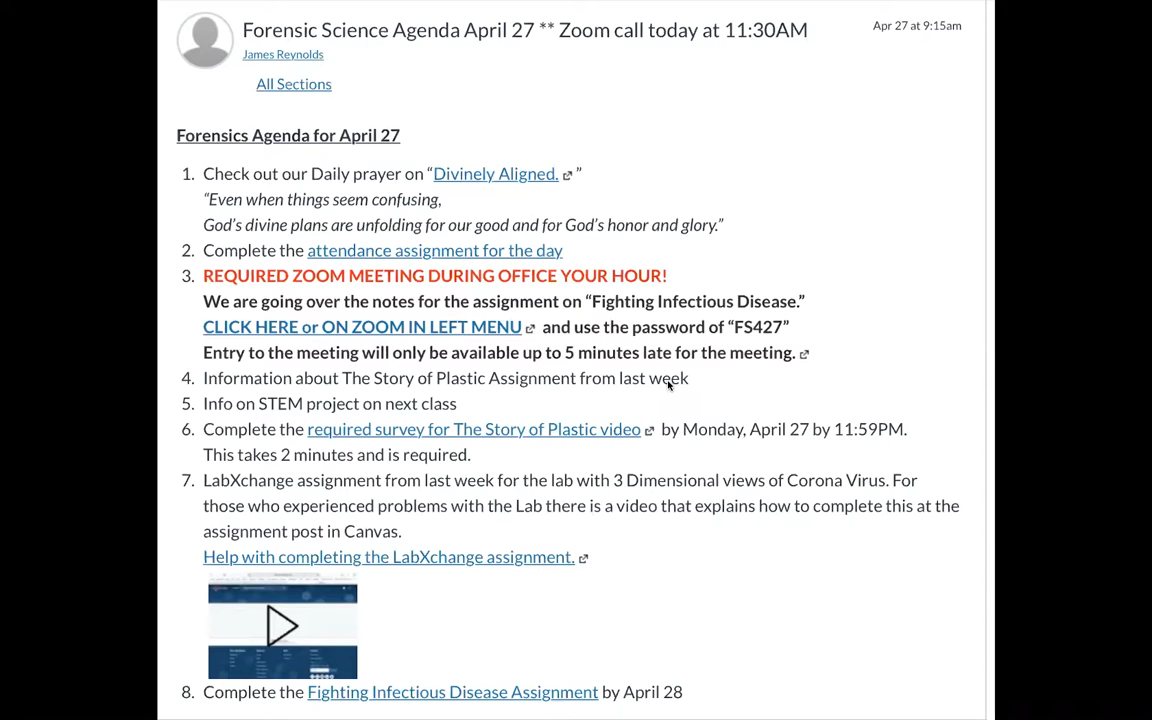 Forensic Science Agenda April 27 ** Zoom call today at 11:30AM
Apr 27 at 9:15am
James Reynolds
All Sections
Forensics Agenda for April 27
1. Check out our Daily prayer on “Divinely Aligned. ”
“Even when things seem confusing,
God’s divine plans are unfolding for our good and for God’s honor and glory.”
2. Complete the attendance assignment for the day
3. REQUIRED ZOOM MEETING DURING OFFICE YOUR HOUR!
We are going over the notes for the assignment on “Fighting Infectious Disease.”
CLICK HERE or ON ZOOM IN LEFT MENU and use the password of “FS427”
Entry to the meeting will only be available up to 5 minutes late for the meeting.
4. Information about The Story of Plastic Assignment from last week
5. Info on STEM project on next class
6. Complete the required survey for The Story of Plastic video by Monday, April 27 by 11:59PM.
This takes 2 minutes and is required.
7. LabXchange assignment from last week for the lab with 3 Dimensional views of Corona Virus. For
those who experienced problems with the Lab there is a video that explains how to complete this at the
assignment post in Canvas.
Help with completing the LabXchange assignment.
8. Complete the Fighting Infectious Disease Assignment by April 28